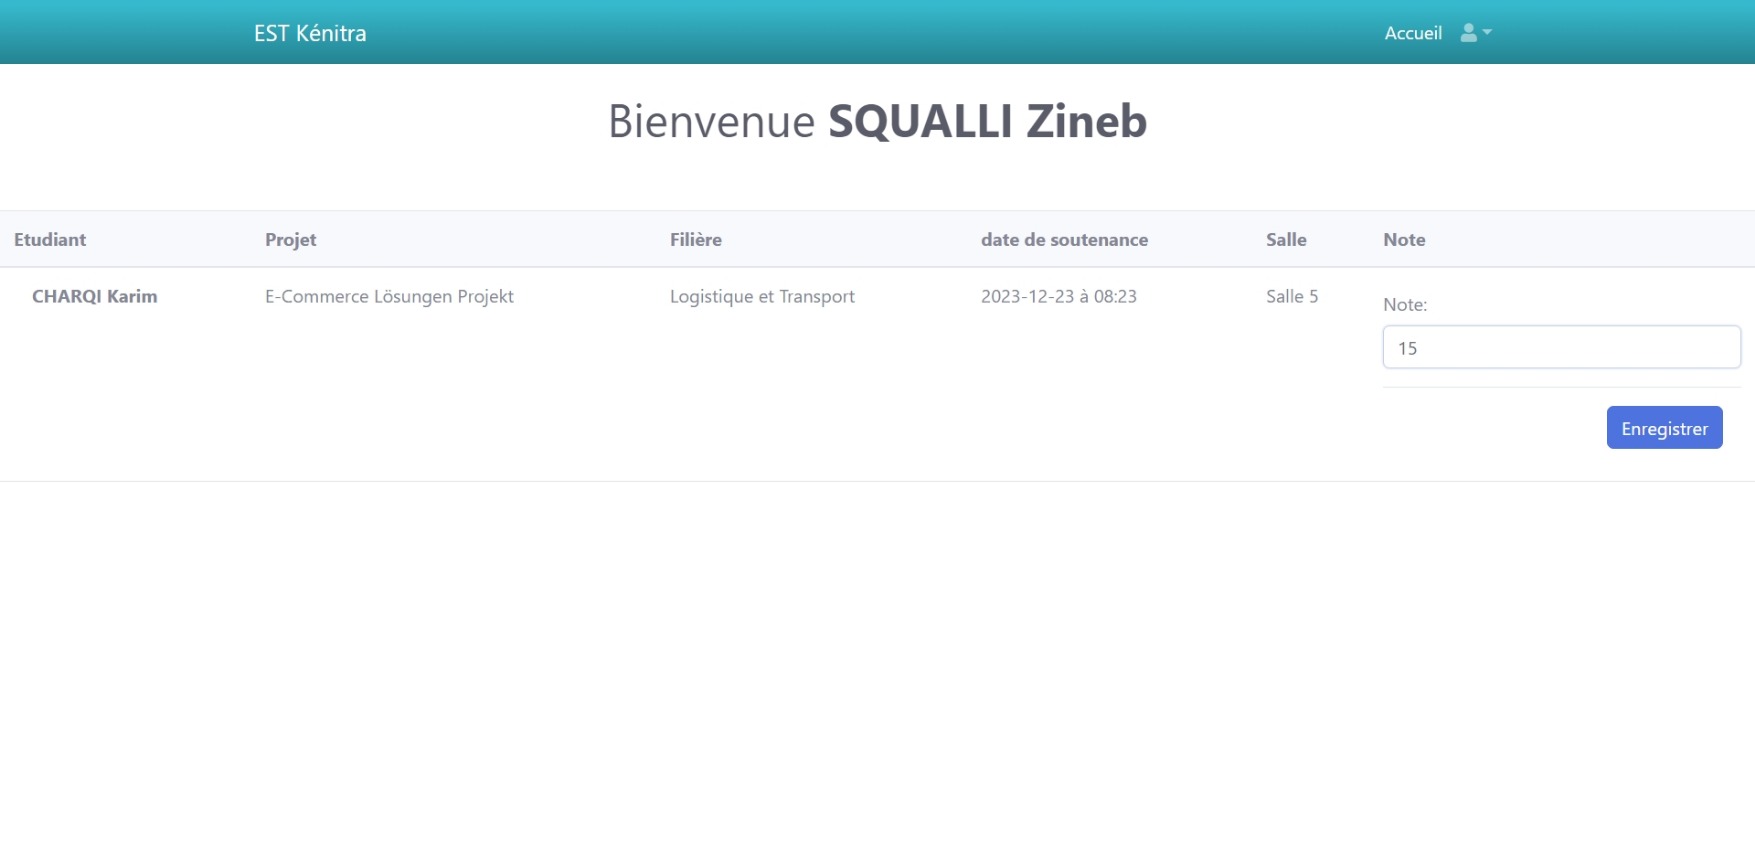 EST Kénitra Accueil
Bienvenue SQUALLI Zineb
Etudiant Projet Filière date de soutenance Salle Note
CHARQI Karim E-Commerce Lösungen Projekt Logistique et Transport 2023-12-23 à 08:23 Salle 5 Note:
15
Enregistrer